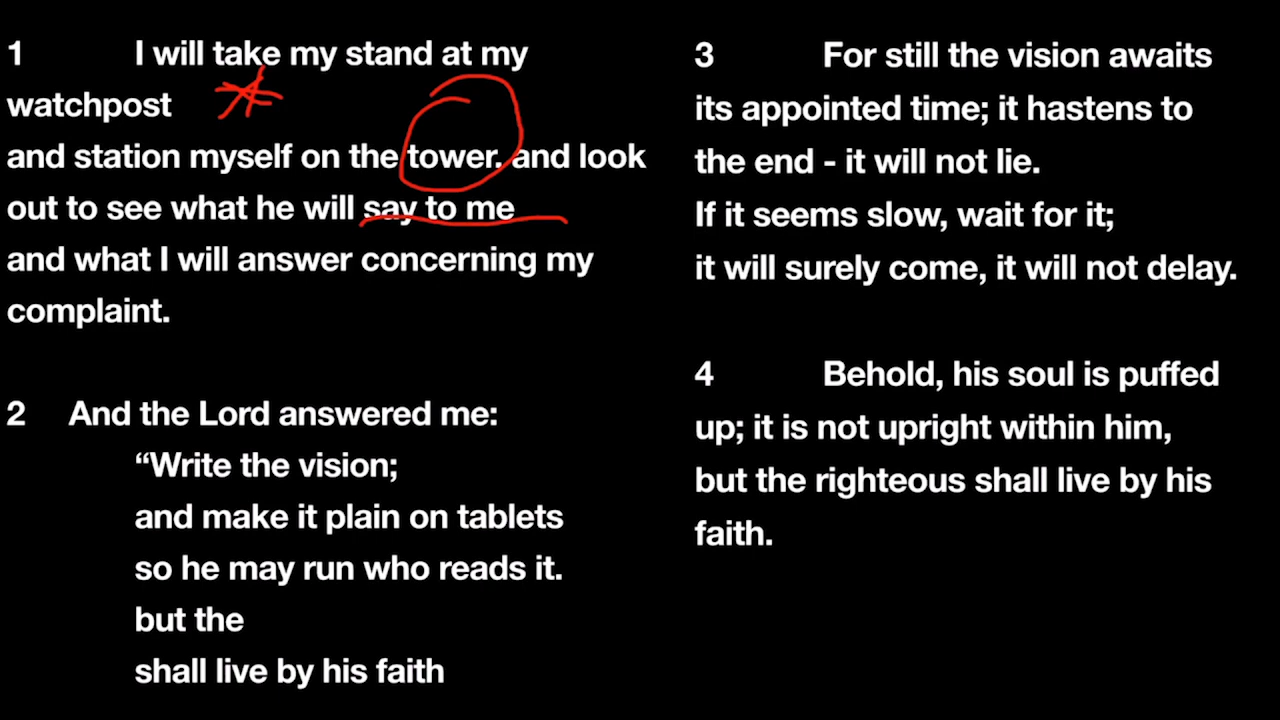 1 I will take my stand at my
watchpost
and station myself on the tower. and look
out to see what he will say to me
and what I will answer concerning my
complaint.
2 And the Lord answered me:
“Write the vision;
and make it plain on tablets
so he may run who reads it.
but the
shall live by his faith
3 For still the vision awaits
its appointed time; it hastens to
the end - it will not lie.
If it seems slow, wait for it;
it will surely come, it will not delay.
4 Behold, his soul is puffed
up; it is not upright within him,
but the righteous shall live by his
faith.